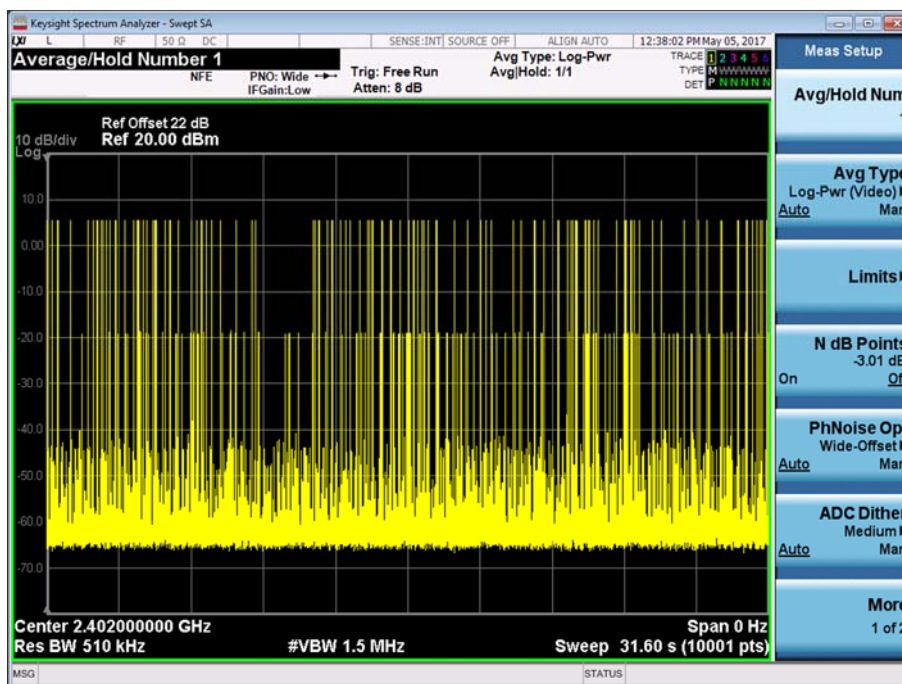 Keysight Spectrum Analyzer - Swept SA
LXI L RF 50 Ω DC SENSE:INT SOURCE OFF ALIGN AUTO 12:38:02 PM May 05, 2017
Average/Hold Number 1
NFE
PNO: Wide
IFGain:Low
Trig: Free Run
Atten: 8 dB
Avg Type: Log-Pwr
Avg|Hold: 1/1
TRACE 1 2 3 4 5 6
TYPE M W W W W W
DET P N N N N N
Ref Offset 22 dB
10 dB/div Ref 20.00 dBm
Log
10.0
0.00
-10.0
-20.0
-30.0
-40.0
-50.0
-60.0
-70.0
Center 2.402000000 GHz
Span 0 Hz
Res BW 510 kHz
#VBW 1.5 MHz
Sweep 31.60 s (10001 pts)
MSG
STATUS
Meas Setup
Avg/Hold Num
1
Avg Type
Log-Pwr (Video)
Auto Man
Limits
N dB Points
-3.01 dB
On Of
PhNoise Op
Wide-Offset
Auto Man
ADC Dither
Medium
Auto Man
More
1 of 2